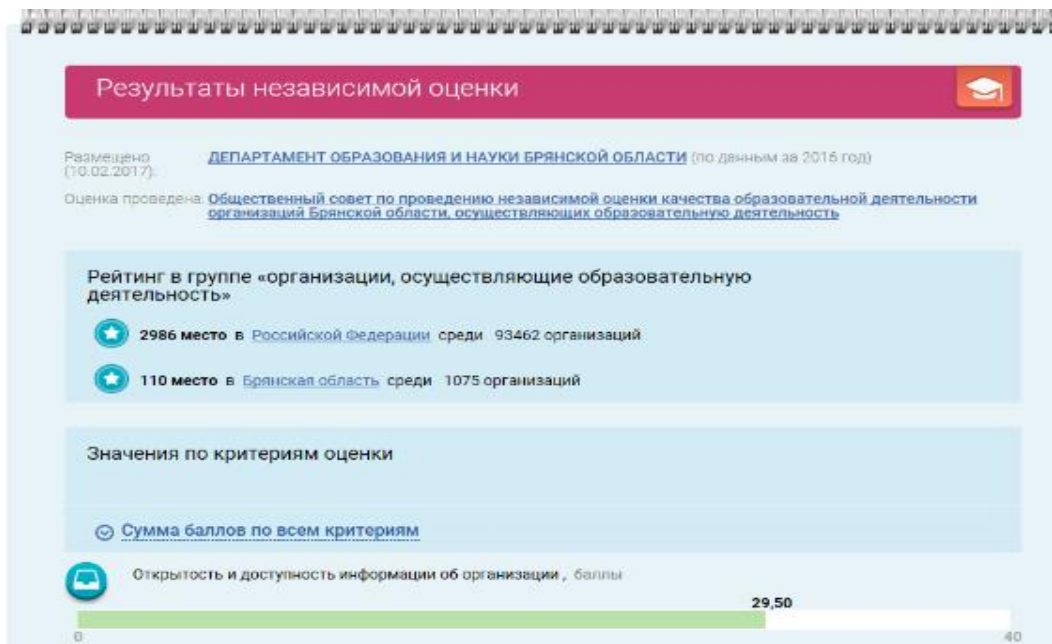 Результаты независимой оценки
Размещено (10.02.2017): ДЕПАРТАМЕНТ ОБРАЗОВАНИЯ И НАУКИ БРЯНСКОЙ ОБЛАСТИ (по данным за 2016 год)
Оценка проведена: Общественный совет по проведению независимой оценки качества образовательной деятельности
организаций Брянской области, осуществляющих образовательную деятельность
Рейтинг в группе «организации, осуществляющие образовательную
деятельность»
2986 место в Российской Федерации среди 93462 организаций
110 место в Брянская область среди 1075 организаций
Значения по критериям оценки
Сумма баллов по всем критериям
Открытость и доступность информации об организации, баллы
29,50
0 40